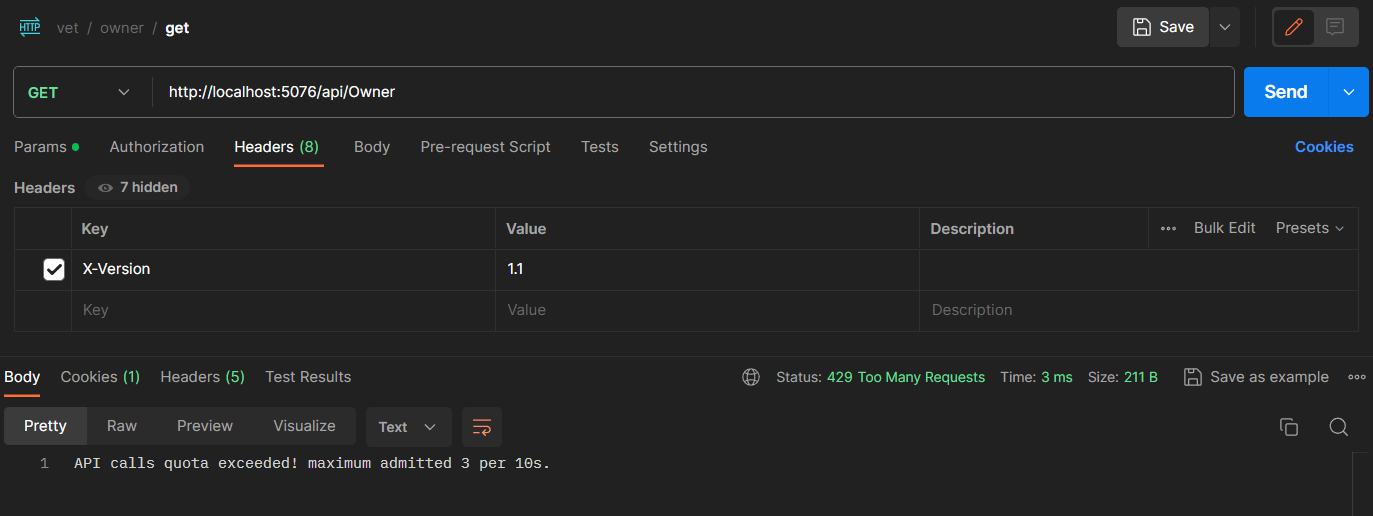 HTTP vet / owner / get Save
GET http://localhost:5076/api/Owner Send
Params Authorization Headers (8) Body Pre-request Script Tests Settings Cookies
Headers 7 hidden
Key Value Description Bulk Edit Presets
X-Version 1.1
Key Value Description
Body Cookies (1) Headers (5) Test Results Status: 429 Too Many Requests Time: 3 ms Size: 211 B Save as example
Pretty Raw Preview Visualize Text
1 API calls quota exceeded! maximum admitted 3 per 10s.